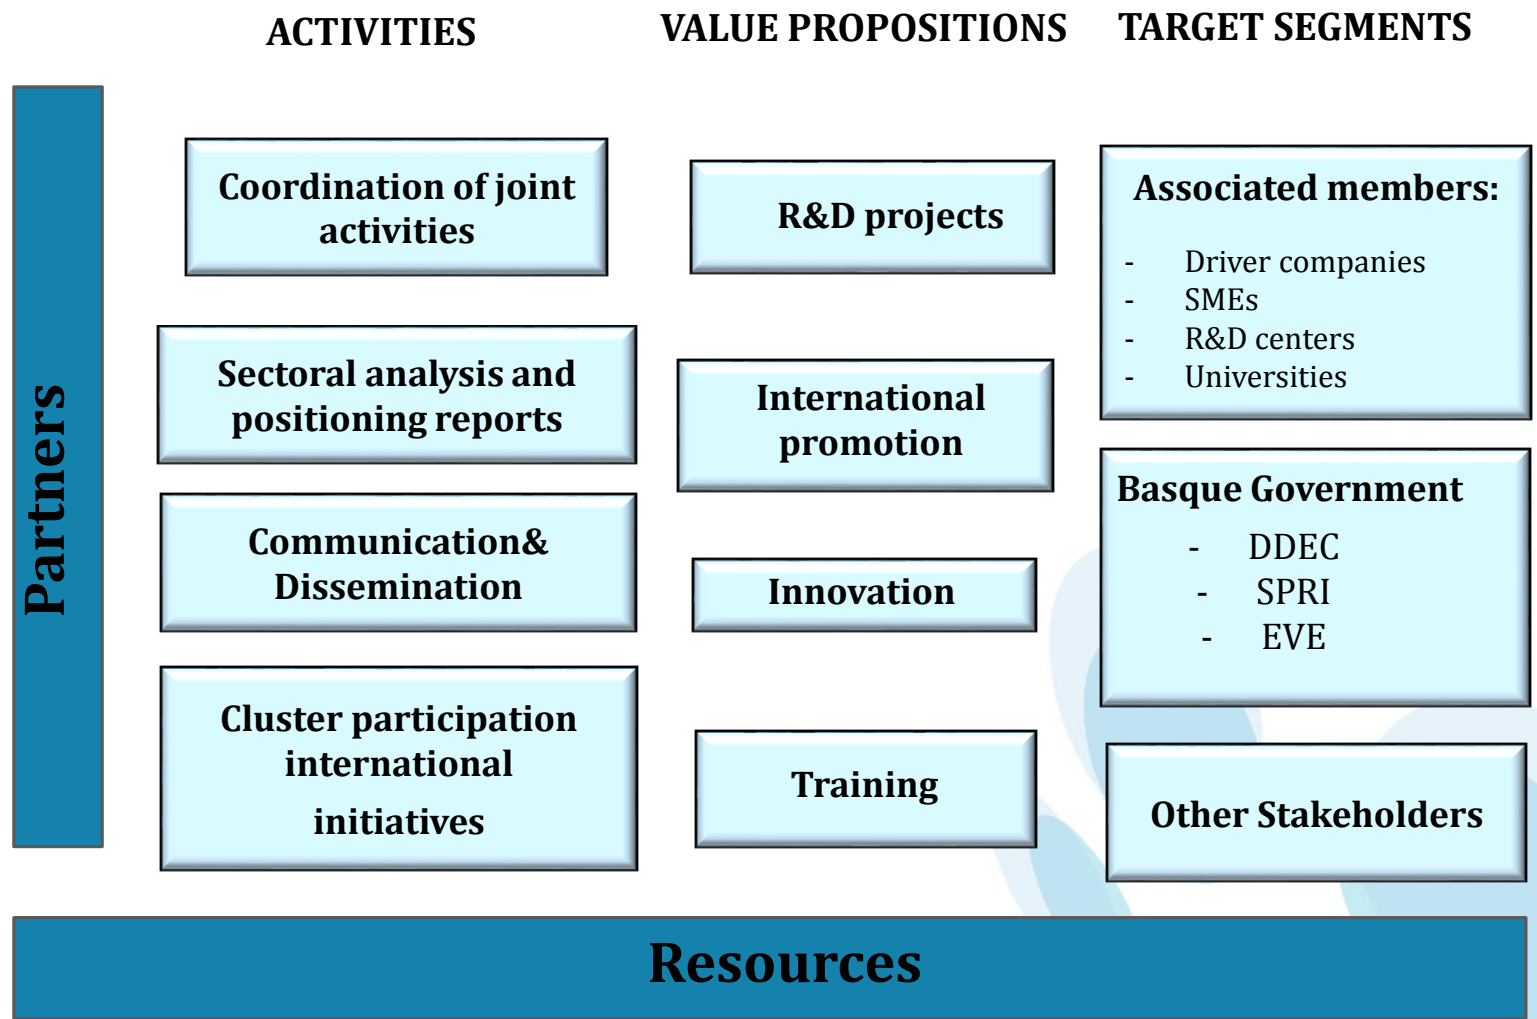 ACTIVITIES
VALUE PROPOSITIONS
TARGET SEGMENTS
Partners
Coordination of joint
activities
Sectoral analysis and
positioning reports
Communication&
Dissemination
Cluster participation
international
initiatives
R&D projects
International
promotion
Innovation
Training
Associated members:
- Driver companies
- SMEs
- R&D centers
- Universities
Basque Government
- DDEC
- SPRI
- EVE
Other Stakeholders
Resources